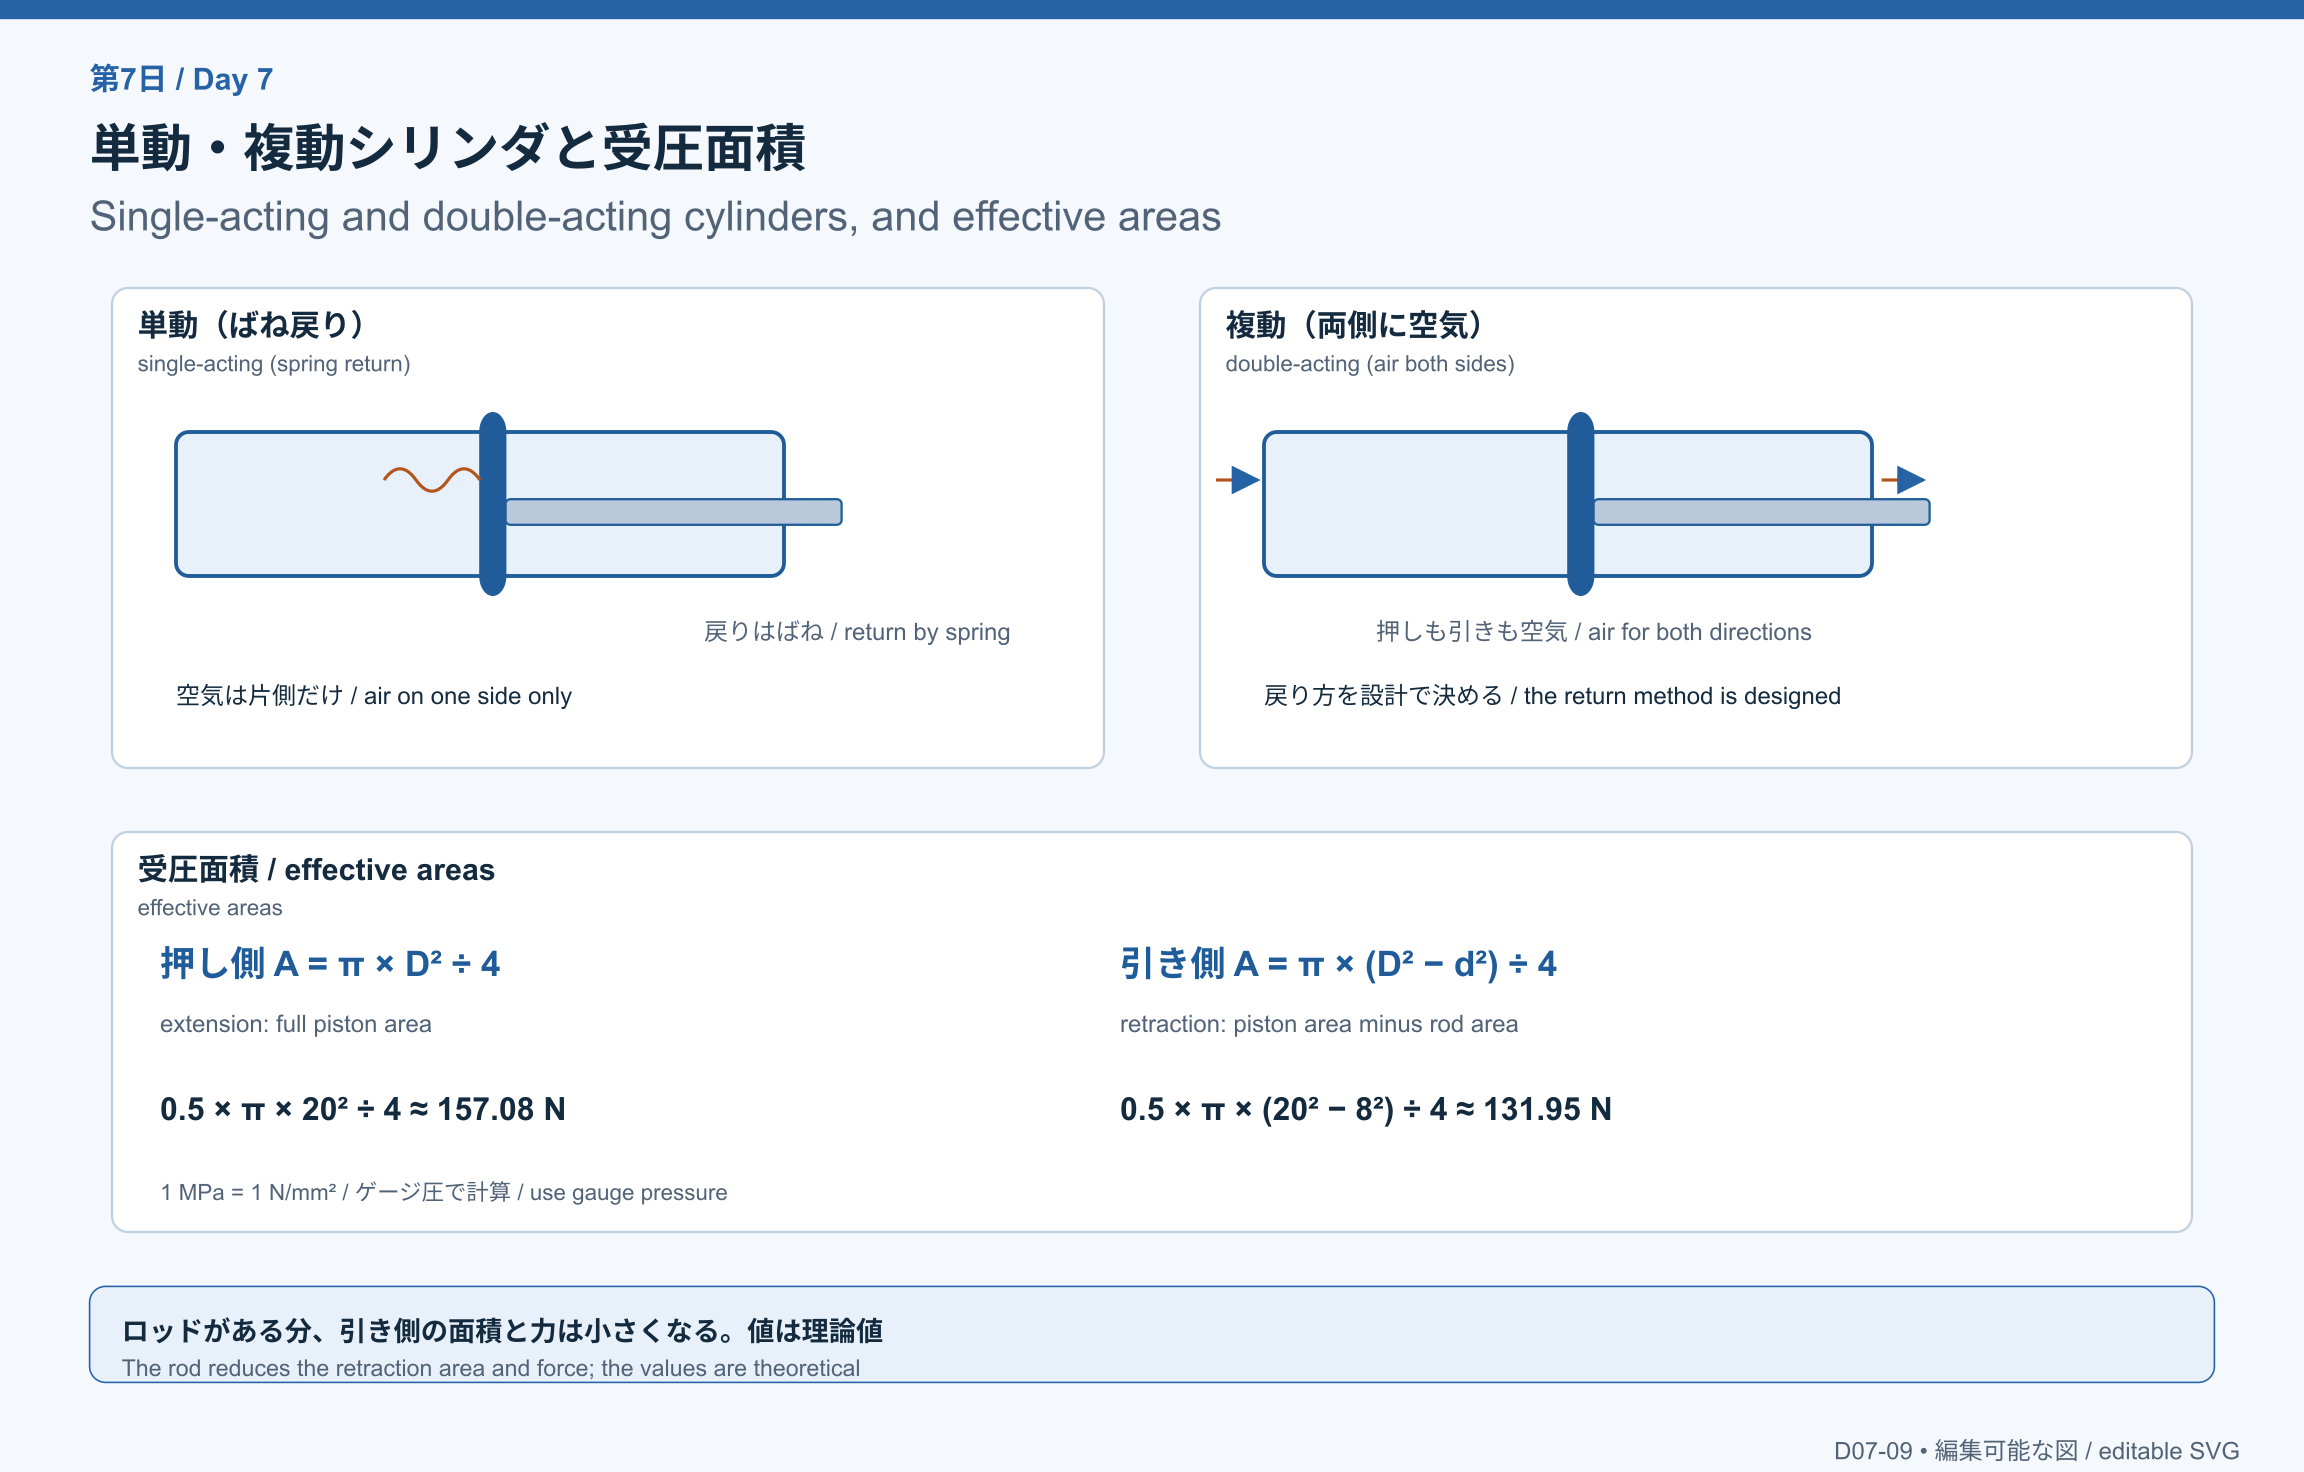 第7日 / Day 7
単動・複動シリンダと受圧面積
Single-acting and double-acting cylinders, and effective areas
単動（ばね戻り）
single-acting (spring return)
戻りはばね / return by spring
空気は片側だけ / air on one side only
複動（両側に空気）
double-acting (air both sides)
押しも引きも空気 / air for both directions
戻り方を設計で決める / the return method is designed
受圧面積 / effective areas
effective areas
押し側 A = π × D² ÷ 4
extension: full piston area
0.5 × π × 20² ÷ 4 ≈ 157.08 N
1 MPa = 1 N/mm² / ゲージ圧で計算 / use gauge pressure
引き側 A = π × (D² − d²) ÷ 4
retraction: piston area minus rod area
0.5 × π × (20² − 8²) ÷ 4 ≈ 131.95 N
ロッドがある分、引き側の面積と力は小さくなる。値は理論値
The rod reduces the retraction area and force; the values are theoretical
D07-09 • 編集可能な図 / editable SVG